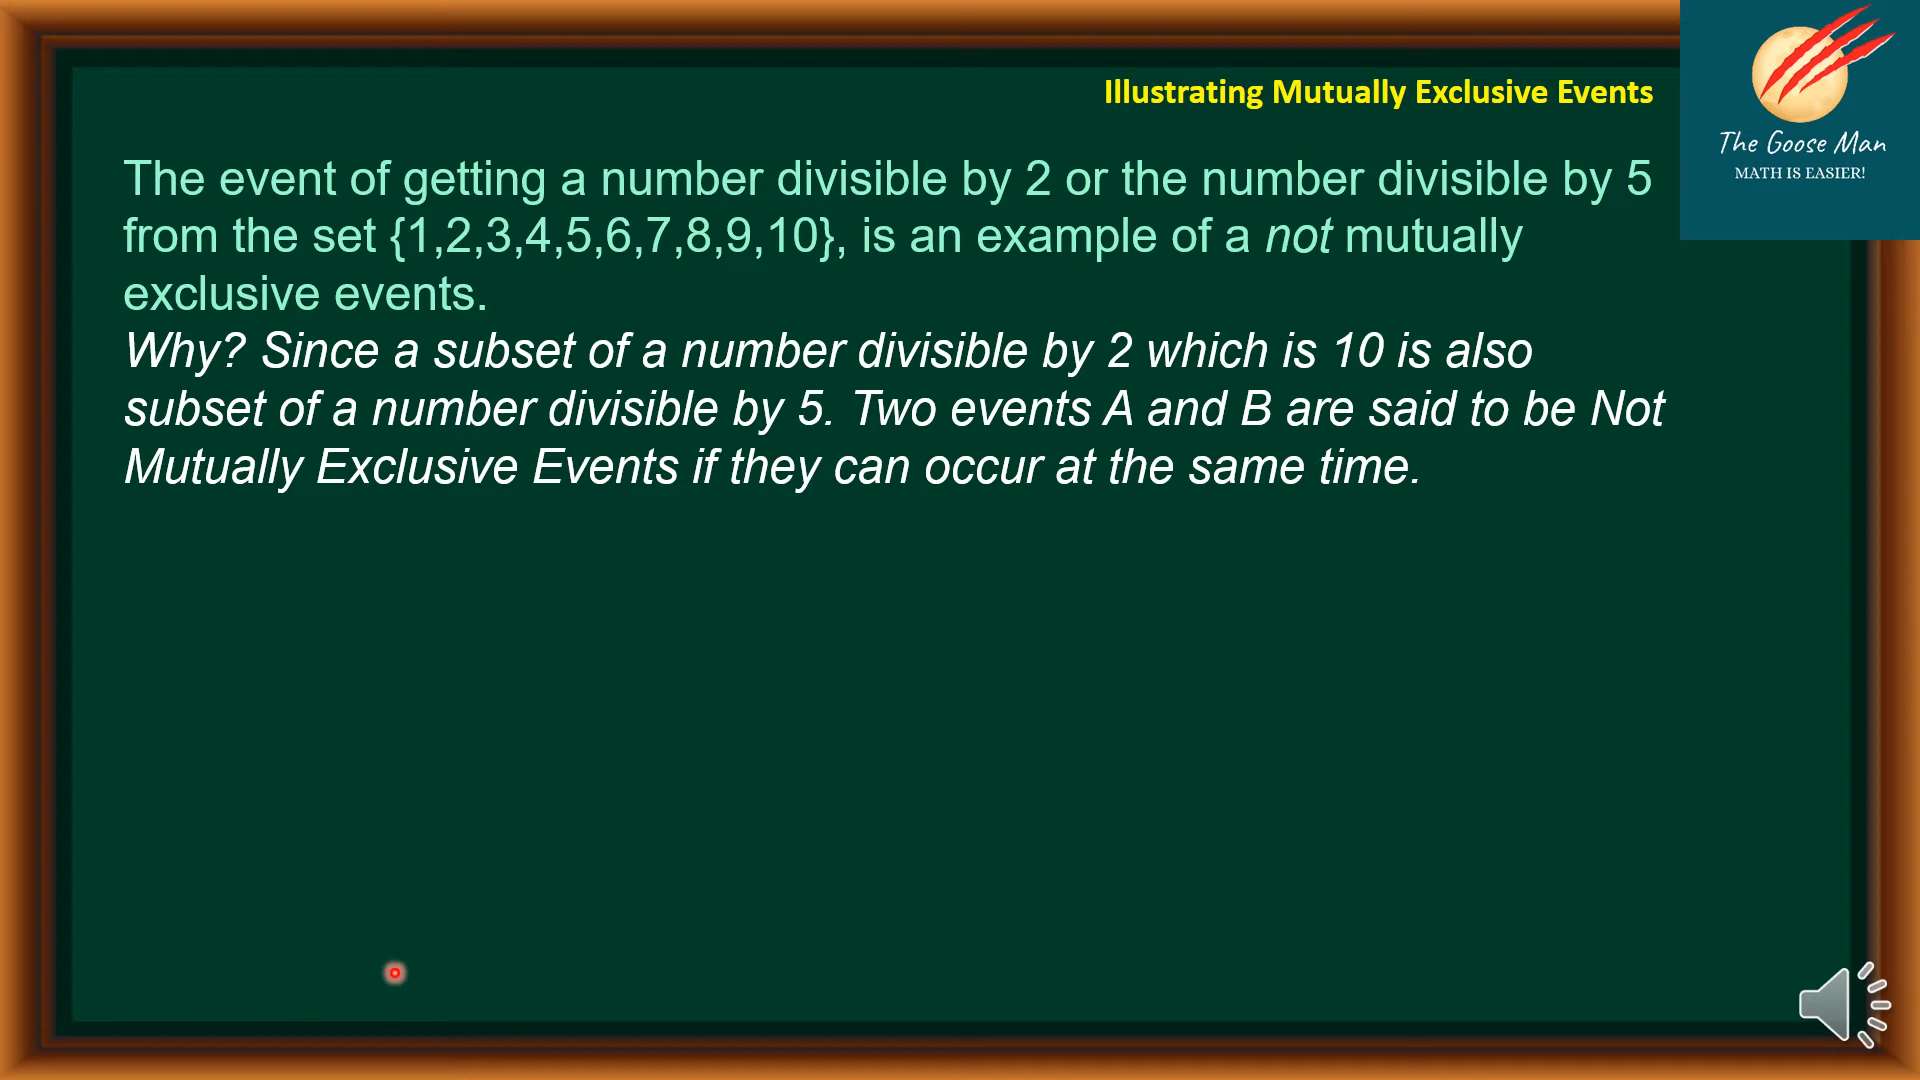 Illustrating Mutually Exclusive Events
The Goose Man
MATH IS EASIER!
The event of getting a number divisible by 2 or the number divisible by 5
from the set {1,2,3,4,5,6,7,8,9,10}, is an example of a not mutually
exclusive events.
Why? Since a subset of a number divisible by 2 which is 10 is also
subset of a number divisible by 5. Two events A and B are said to be Not
Mutually Exclusive Events if they can occur at the same time.